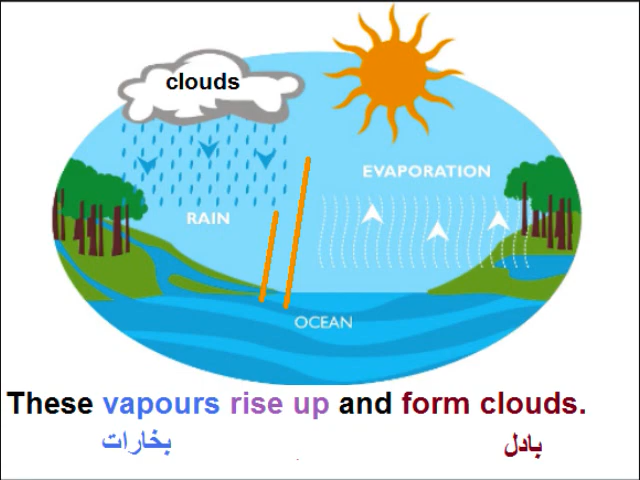 clouds
EVAPORATION
RAIN
OCEAN
These vapours rise up and form clouds.
بخارات بادل